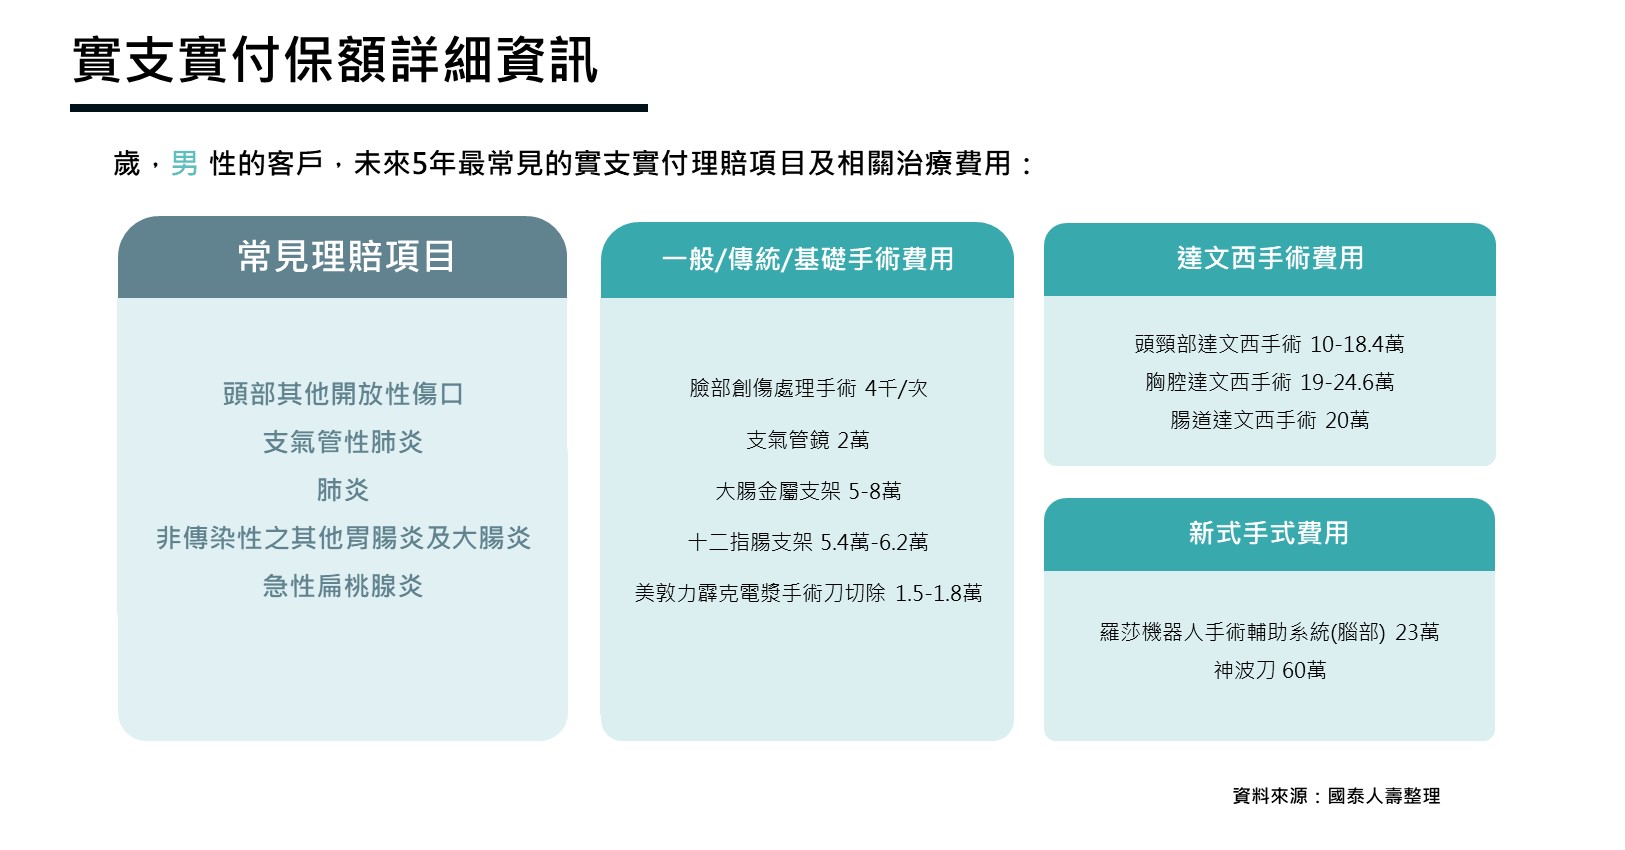 實支實付保額詳細資訊
歲，男 性的客戶，未來5年最常見的實支實付理賠項目及相關治療費用：
常見理賠項目
頭部其他開放性傷口
支氣管性肺炎
肺炎
非傳染性之其他胃腸炎及大腸炎
急性扁桃腺炎
一般/傳統/基礎手術費用
臉部創傷處理手術 4千/次
支氣管鏡 2萬
大腸金屬支架 5-8萬
十二指腸支架 5.4萬-6.2萬
美敦力霹克電漿手術刀切除 1.5-1.8萬
達文西手術費用
頭頸部達文西手術 10-18.4萬
胸腔達文西手術 19-24.6萬
腸道達文西手術 20萬
新式手式費用
羅莎機器人手術輔助系統(腦部) 23萬
神波刀 60萬
資料來源：國泰人壽整理